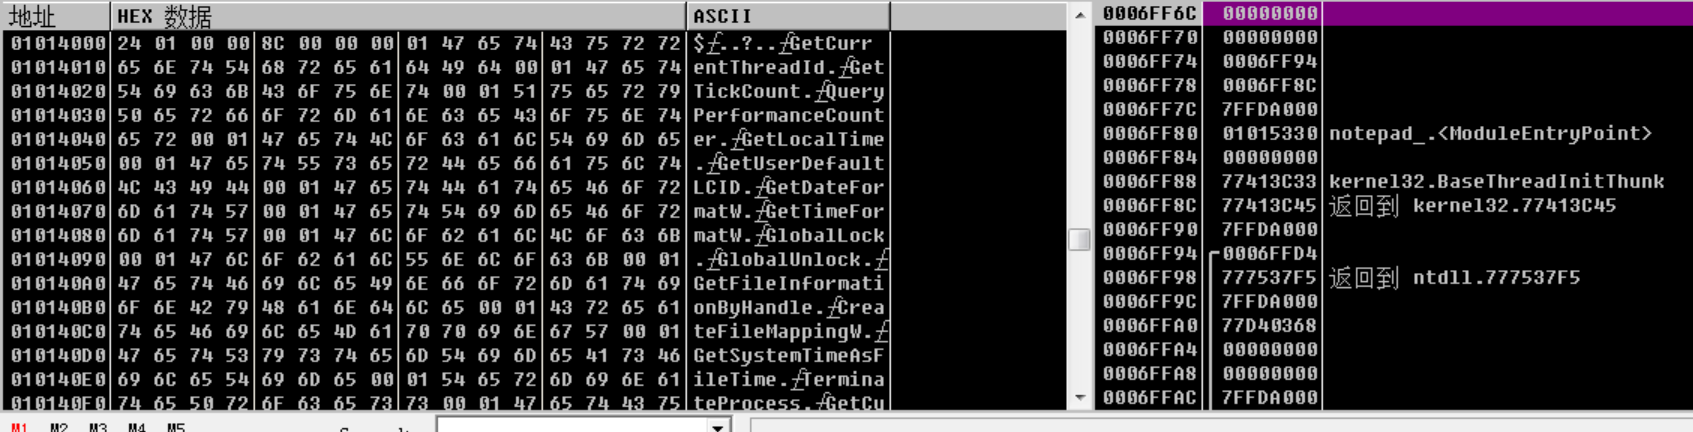 地址 HEX 数据 ASCII
01014000 24 01 00 00 8C 00 00 00 01 47 65 74 43 75 72 72 $ƒ..?..ƒGetCurr
01014010 65 6E 74 54 68 72 65 61 64 49 64 00 01 47 65 74 entThreadId.ƒGet
01014020 54 69 63 6B 43 6F 75 6E 74 00 01 51 75 65 72 79 TickCount.ƒQuery
01014030 50 65 72 66 6F 72 6D 61 6E 63 65 43 6F 75 6E 74 PerformanceCount
01014040 65 72 00 01 47 65 74 4C 6F 63 61 6C 54 69 6D 65 er.ƒGetLocalTime
01014050 00 01 47 65 74 55 73 65 72 44 65 66 61 75 6C 74 .ƒGetUserDefault
01014060 4C 43 49 44 00 01 47 65 74 44 61 74 65 46 6F 72 LCID.ƒGetDateFor
01014070 6D 61 74 57 00 01 47 65 74 54 69 6D 65 46 6F 72 matW.ƒGetTimeFor
01014080 6D 61 74 57 00 01 47 6C 6F 62 61 6C 4C 6F 63 6B matW.ƒGlobalLock
01014090 00 01 47 6C 6F 62 61 6C 55 6E 6C 6F 63 6B 00 01 .ƒGlobalUnlock.ƒ
010140A0 47 65 74 46 69 6C 65 49 6E 66 6F 72 6D 61 74 69 GetFileInformati
010140B0 6F 6E 42 79 48 61 6E 64 6C 65 00 01 43 72 65 61 onByHandle.ƒCrea
010140C0 74 65 46 69 6C 65 4D 61 70 70 69 6E 67 57 00 01 teFileMappingW.ƒ
010140D0 47 65 74 53 79 73 74 65 6D 54 69 6D 65 41 73 46 GetSystemTimeAsF
010140E0 69 6C 65 54 69 6D 65 00 01 54 65 72 6D 69 6E 61 ileTime.ƒTermina
010140F0 74 65 50 72 6F 63 65 73 73 00 01 47 65 74 43 75 teProcess.ƒGetCu
0006FF6C 00000000
0006FF70 00000000
0006FF74 0006FF94
0006FF78 0006FF8C
0006FF7C 7FFDA000
0006FF80 01015330 notepad_.<ModuleEntryPoint>
0006FF84 00000000
0006FF88 77413C33 kernel32.BaseThreadInitThunk
0006FF8C 77413C45 返回到 kernel32.77413C45
0006FF90 7FFDA000
0006FF94 0006FFD4
0006FF98 777537F5 返回到 ntdll.777537F5
0006FF9C 7FFDA000
0006FFA0 77D40368
0006FFA4 00000000
0006FFA8 00000000
0006FFAC 7FFDA000
M1 M2 M3 M4 M5